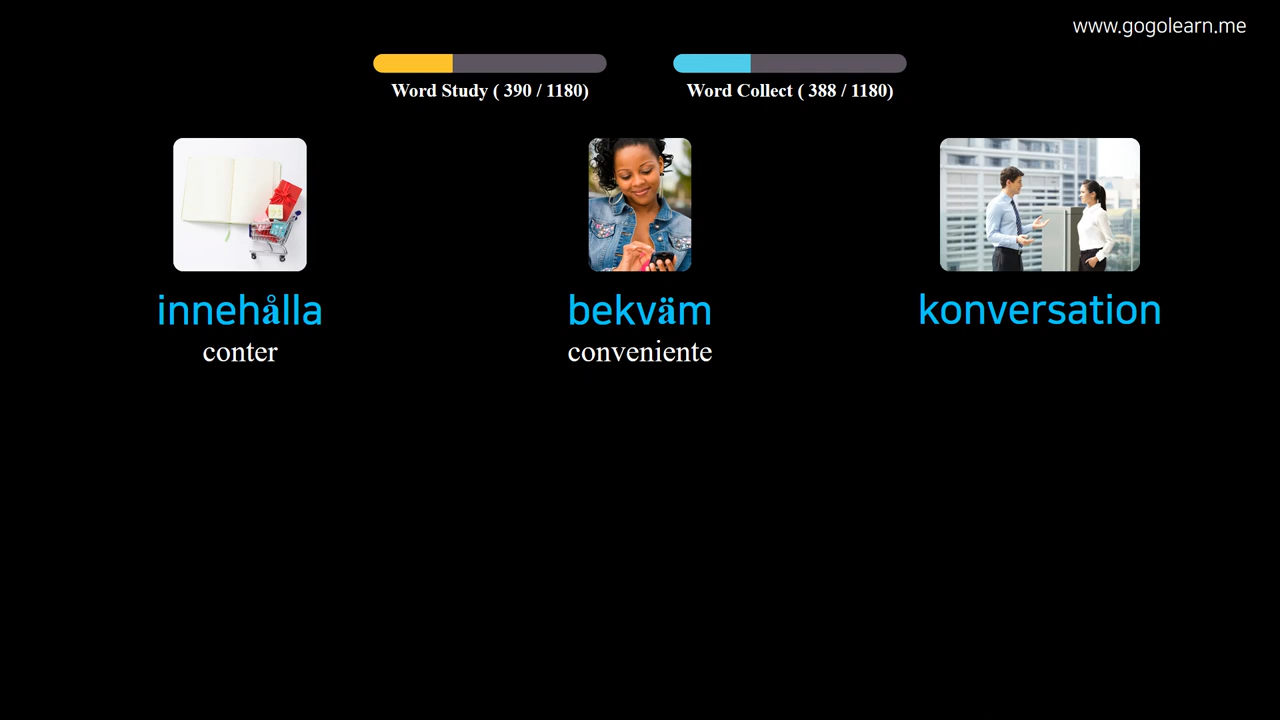 www.gogolearn.me
Word Study ( 390 / 1180)
Word Collect ( 388 / 1180)
innehålla
bekväm
konversation
conter
conveniente